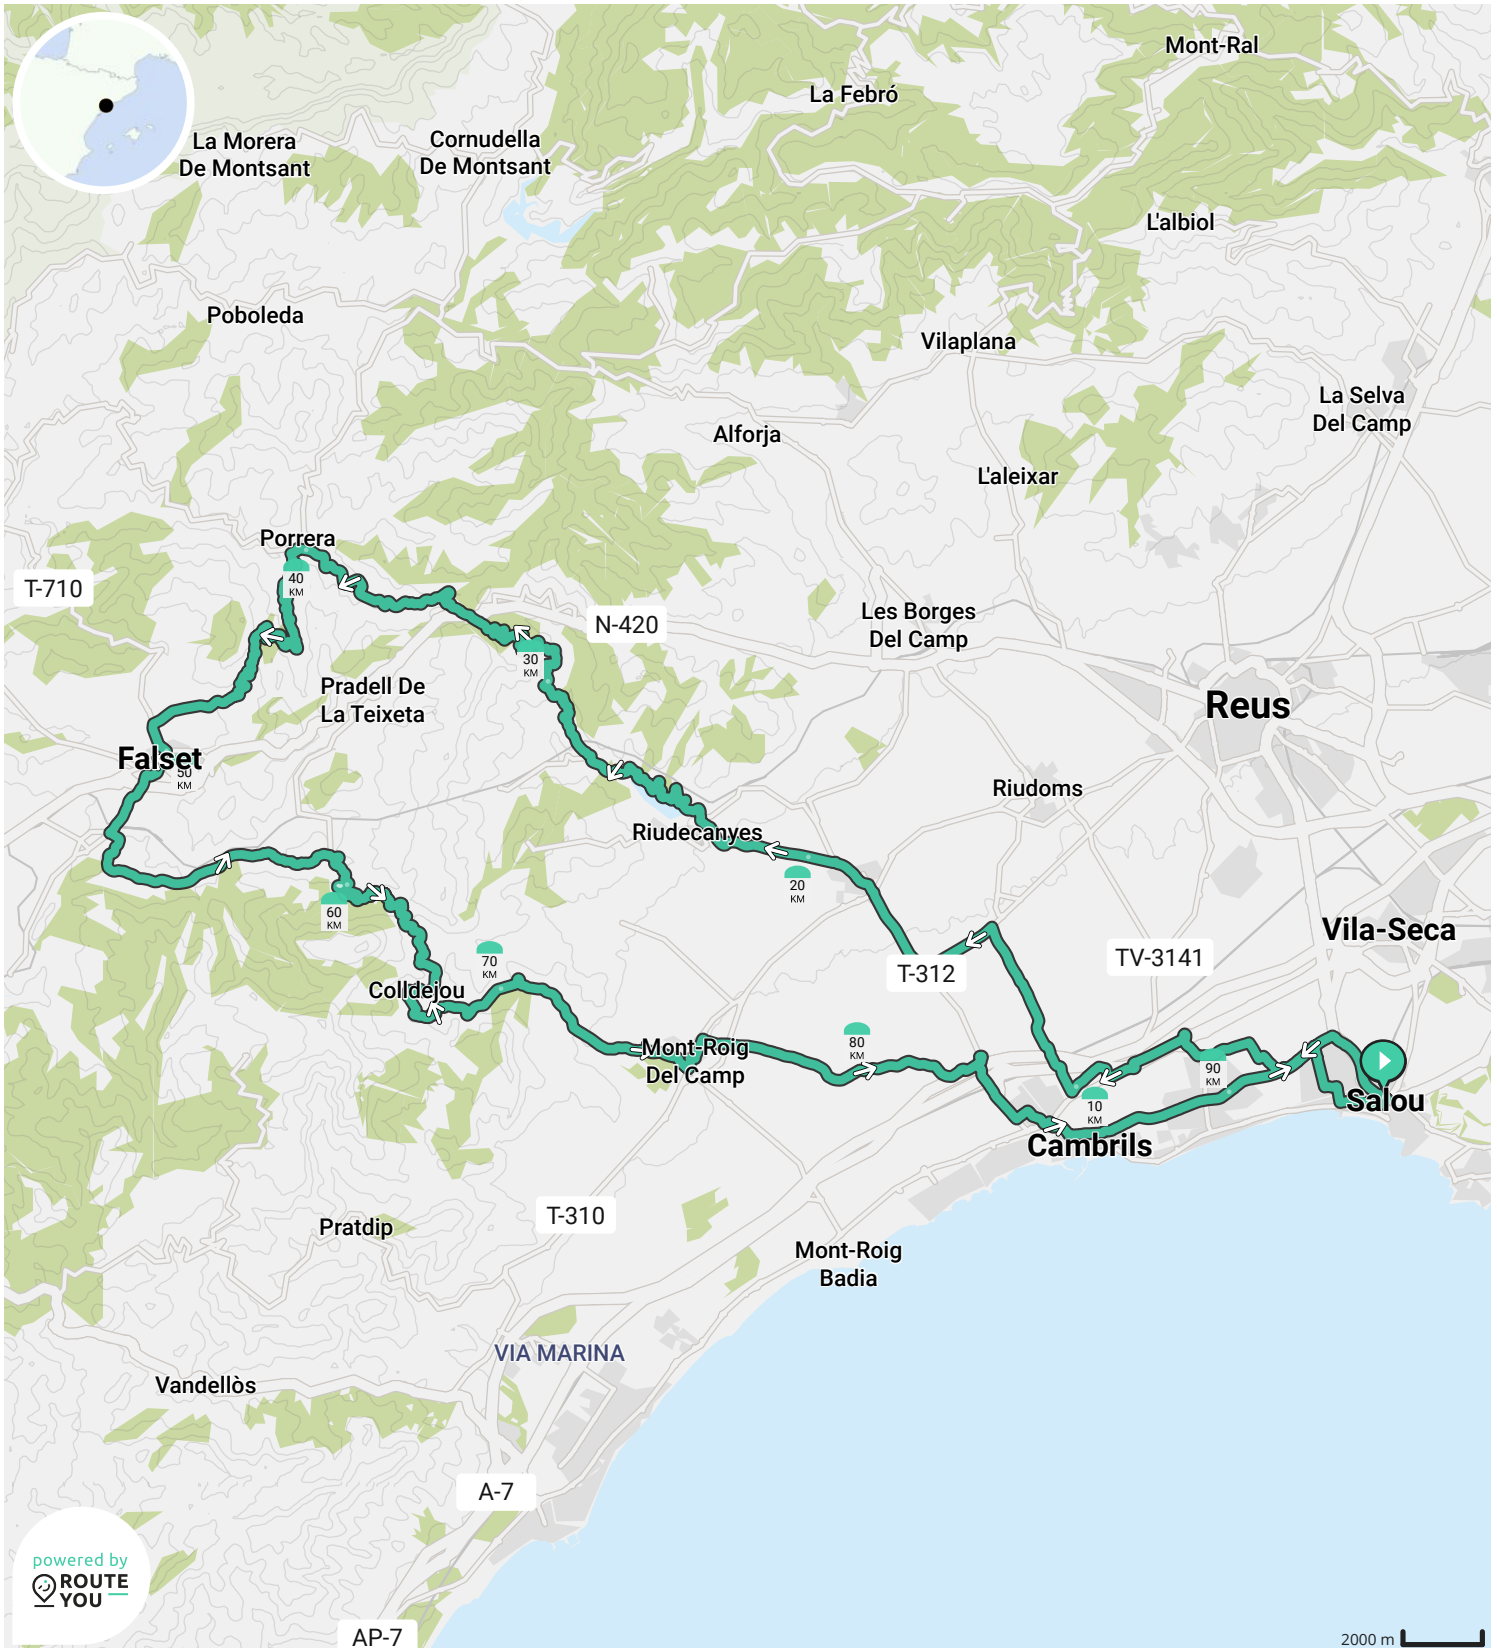 Mont-Ral
La Febró
La Morera
De Montsant
Cornudella
De Montsant
L'albiol
Poboleda
Vilaplana
La Selva
Del Camp
Alforja
L'aleixar
Porrera
40
KM
T-710
N-420
Les Borges
Del Camp
30
KM
Pradell De
La Teixeta
Reus
Falset
50
KM
Riudoms
Riudecanyes
20
KM
60
KM
Vila-Seca
70
KM
TV-3141
T-312
Colldejou
80
KM
Mont-Roig
Del Camp
90
KM
10
KM
Salou
Cambrils
T-310
Pratdip
Mont-Roig
Badia
VIA MARINA
Vandellòs
A-7
powered by
ROUTE
YOU
AP-7
2000 m